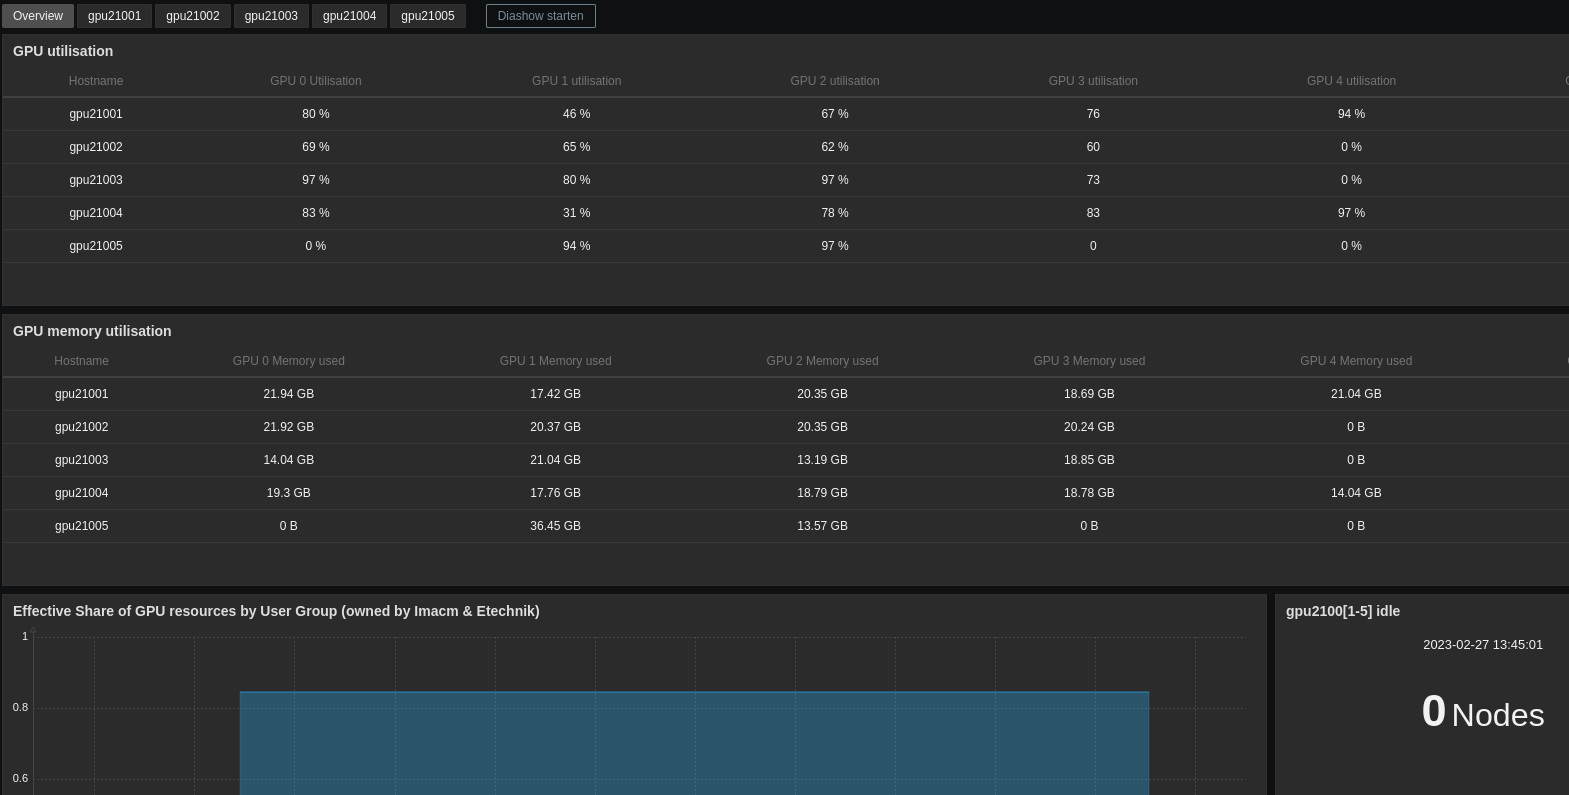 Overview gpu21001 gpu21002 gpu21003 gpu21004 gpu21005 Diashow starten
GPU utilisation
Hostname GPU 0 Utilisation GPU 1 utilisation GPU 2 utilisation GPU 3 utilisation GPU 4 utilisation
gpu21001 80 % 46 % 67 % 76 94 %
gpu21002 69 % 65 % 62 % 60 0 %
gpu21003 97 % 80 % 97 % 73 0 %
gpu21004 83 % 31 % 78 % 83 97 %
gpu21005 0 % 94 % 97 % 0 0 %
GPU memory utilisation
Hostname GPU 0 Memory used GPU 1 Memory used GPU 2 Memory used GPU 3 Memory used GPU 4 Memory used
gpu21001 21.94 GB 17.42 GB 20.35 GB 18.69 GB 21.04 GB
gpu21002 21.92 GB 20.37 GB 20.35 GB 20.24 GB 0 B
gpu21003 14.04 GB 21.04 GB 13.19 GB 18.85 GB 0 B
gpu21004 19.3 GB 17.76 GB 18.79 GB 18.78 GB 14.04 GB
gpu21005 0 B 36.45 GB 13.57 GB 0 B 0 B
Effective Share of GPU resources by User Group (owned by Imacm & Etechnik)
1
0.8
0.6
gpu2100[1-5] idle
2023-02-27 13:45:01
0 Nodes